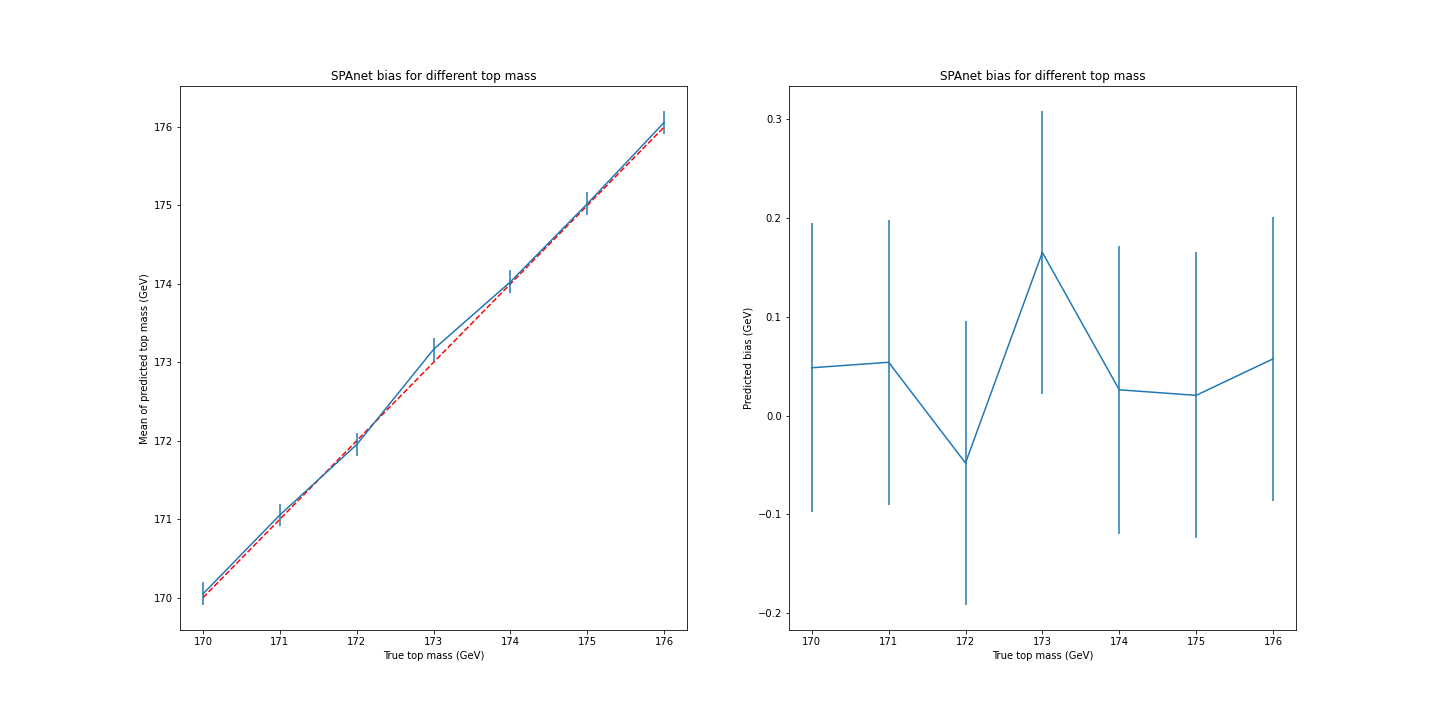 SPAnet bias for different top mass
Mean of predicted top mass (GeV)
176
175
174
173
172
171
170
170 171 172 173 174 175 176
True top mass (GeV)
SPAnet bias for different top mass
Predicted bias (GeV)
0.3
0.2
0.1
0.0
−0.1
−0.2
170 171 172 173 174 175 176
True top mass (GeV)